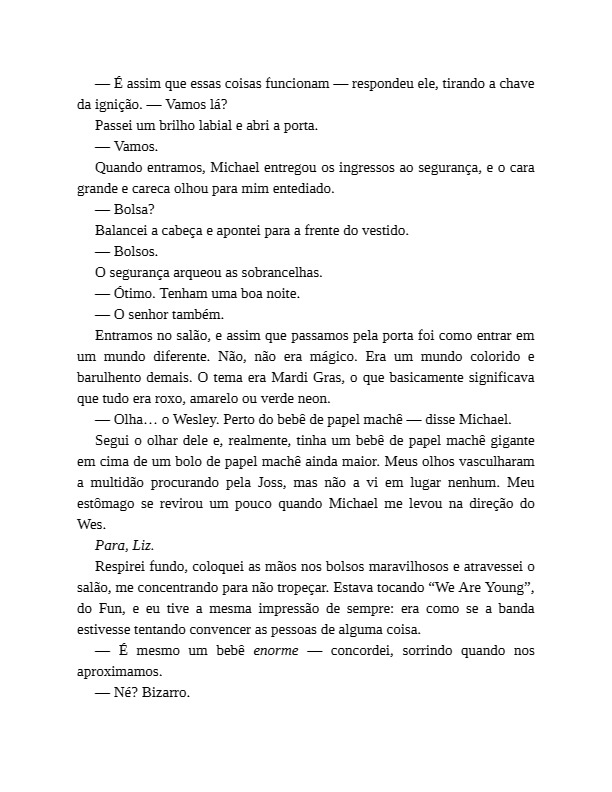 — É assim que essas coisas funcionam — respondeu ele, tirando a chave
da ignição. — Vamos lá?
Passei um brilho labial e abri a porta.
— Vamos.
Quando entramos, Michael entregou os ingressos ao segurança, e o cara
grande e careca olhou para mim entediado.
— Bolsa?
Balancei a cabeça e apontei para a frente do vestido.
— Bolsos.
O segurança arqueou as sobrancelhas.
— Ótimo. Tenham uma boa noite.
— O senhor também.
Entramos no salão, e assim que passamos pela porta foi como entrar em
um mundo diferente. Não, não era mágico. Era um mundo colorido e
barulhento demais. O tema era Mardi Gras, o que basicamente significava
que tudo era roxo, amarelo ou verde neon.
— Olha… o Wesley. Perto do bebê de papel machê — disse Michael.
Segui o olhar dele e, realmente, tinha um bebê de papel machê gigante
em cima de um bolo de papel machê ainda maior. Meus olhos vasculharam
a multidão procurando pela Joss, mas não a vi em lugar nenhum. Meu
estômago se revirou um pouco quando Michael me levou na direção do
Wes.
Para, Liz.
Respirei fundo, coloquei as mãos nos bolsos maravilhosos e atravessei o
salão, me concentrando para não tropeçar. Estava tocando “We Are Young”,
do Fun, e eu tive a mesma impressão de sempre: era como se a banda
estivesse tentando convencer as pessoas de alguma coisa.
— É mesmo um bebê enorme — concordei, sorrindo quando nos
aproximamos.
— Né? Bizarro.